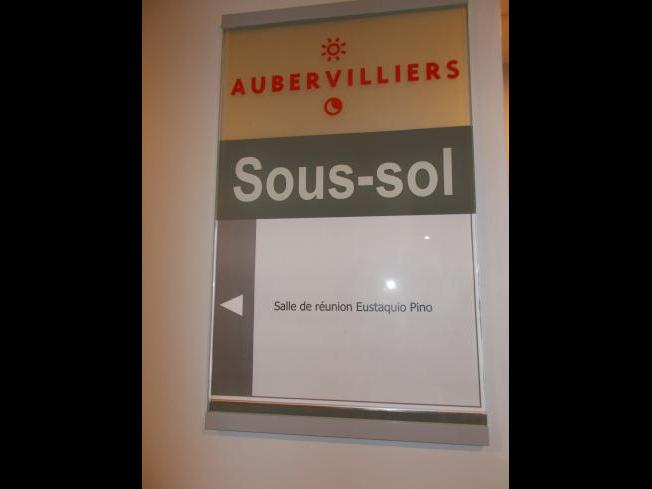 AUBERVILLIERS
Sous-sol
Salle de réunion Eustaquio Pino